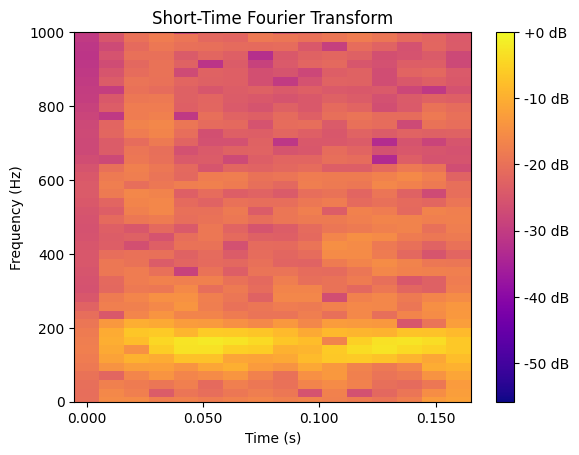 Short-Time Fourier Transform
Frequency (Hz)
1000
800
600
400
200
0
0.000
0.050
0.100
0.150
Time (s)
+0 dB
-10 dB
-20 dB
-30 dB
-40 dB
-50 dB